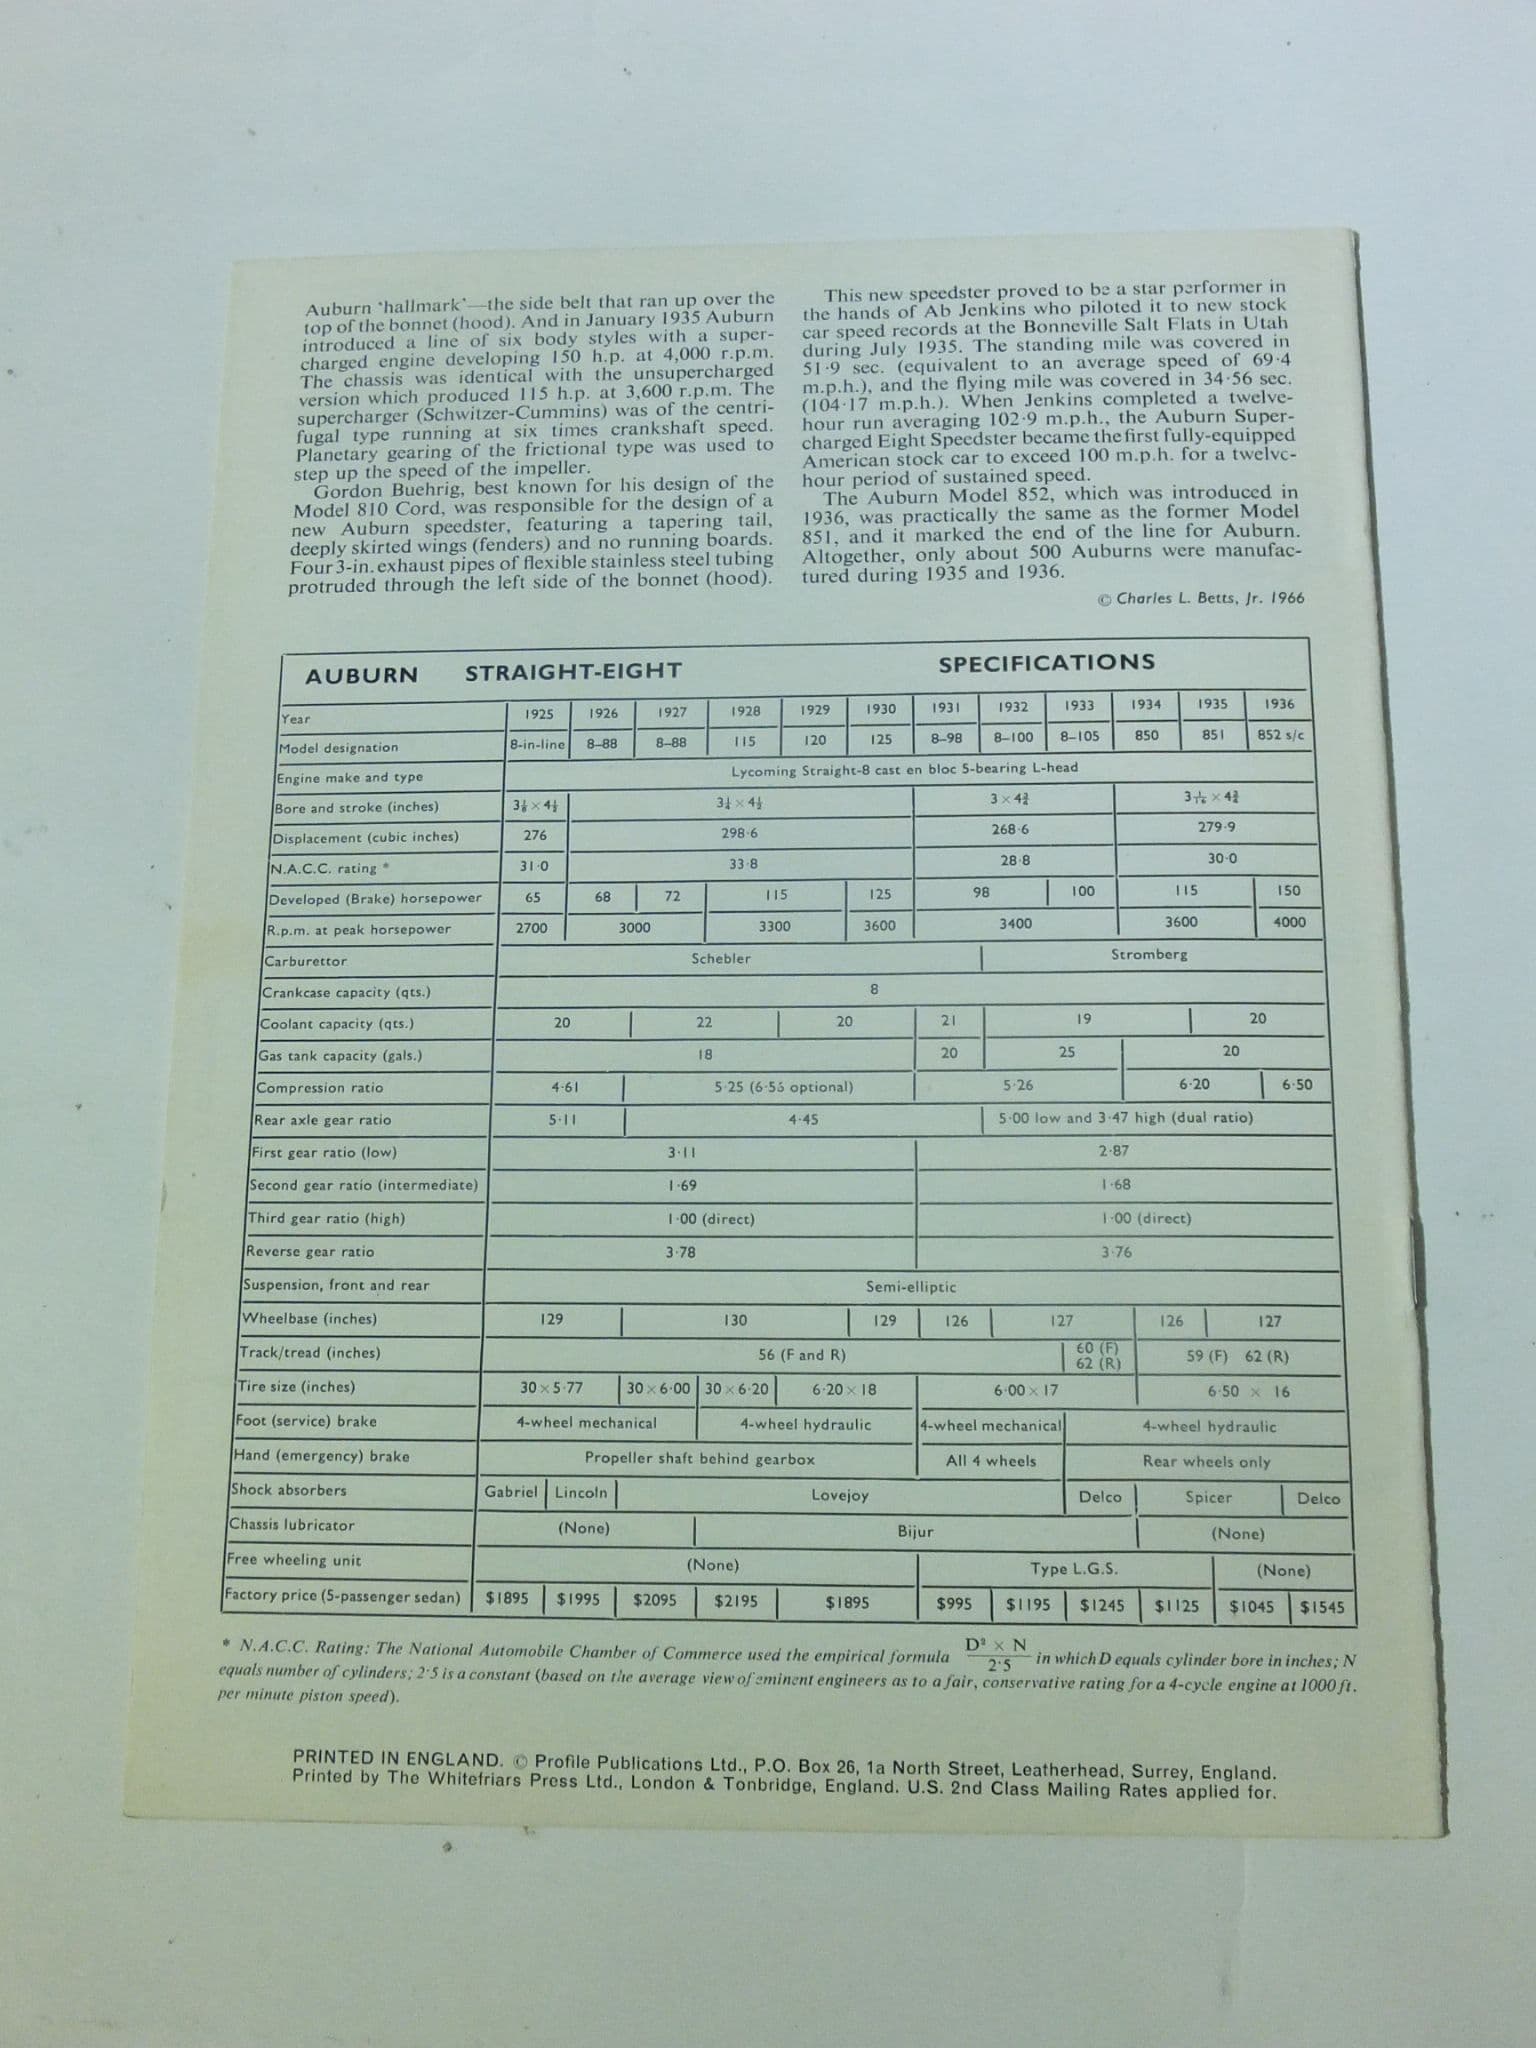 Auburn ‘hallmark’—the side belt that ran up over the
top of the bonnet (hood). And in January 1935 Auburn
introduced a line of six body styles with a super-
charged engine developing 150 h.p. at 4,000 r.p.m.
The chassis was identical with the unsupercharged
version which produced 115 h.p. at 3,600 r.p.m. The
supercharger (Schwitzer-Cummins) was of the centri-
fugal type running at six times crankshaft speed.
Planetary gearing of the frictional type was used to
step up the speed of the impeller.
Gordon Buehrig, best known for his design of the
Model 810 Cord, was responsible for the design of a
new Auburn speedster, featuring a tapering tail,
deeply skirted wings (fenders) and no running boards.
Four 3-in. exhaust pipes of flexible stainless steel tubing
protruded through the left side of the bonnet (hood).
This new speedster proved to be a star performer in
the hands of Ab Jenkins who piloted it to new stock
car speed records at the Bonneville Salt Flats in Utah
during July 1935. The standing mile was covered in
51·9 sec. (equivalent to an average speed of 69·4
m.p.h.), and the flying mile was covered in 34·56 sec.
(104·17 m.p.h.). When Jenkins completed a twelve-
hour run averaging 102·9 m.p.h., the Auburn Super-
charged Eight Speedster became the first fully-equipped
American stock car to exceed 100 m.p.h. for a twelve-
hour period of sustained speed.
The Auburn Model 852, which was introduced in
1936, was practically the same as the former Model
851, and it marked the end of the line for Auburn.
Altogether, only about 500 Auburns were manufac-
tured during 1935 and 1936.
© Charles L. Betts, Jr. 1966
AUBURN STRAIGHT-EIGHT SPECIFICATIONS
Year 1925 1926 1927 1928 1929 1930 1931 1932 1933 1934 1935 1936
Model designation 8-in-line 8–88 8–88 115 120 125 8–98 8–100 8–105 850 851 852 s/c
Engine make and type Lycoming Straight-8 cast en bloc 5-bearing L-head
Bore and stroke (inches) 3⅛ × 4½ 3¼ × 4½ 3 × 4¾ 3 1/16 × 4¾
Displacement (cubic inches) 276 298·6 268·6 279·9
N.A.C.C. rating * 31·0 33·8 28·8 30·0
Developed (Brake) horsepower 65 68 72 115 125 98 100 115 150
R.p.m. at peak horsepower 2700 3000 3300 3600 3400 3600 4000
Carburettor Schebler Stromberg
Crankcase capacity (qts.) 8
Coolant capacity (qts.) 20 22 20 21 19 20
Gas tank capacity (gals.) 18 20 25 20
Compression ratio 4·61 5·25 (6·55 optional) 5·26 6·20 6·50
Rear axle gear ratio 5·11 4·45 5·00 low and 3·47 high (dual ratio)
First gear ratio (low) 3·11 2·87
Second gear ratio (intermediate) 1·69 1·68
Third gear ratio (high) 1·00 (direct) 1·00 (direct)
Reverse gear ratio 3·78 3·76
Suspension, front and rear Semi-elliptic
Wheelbase (inches) 129 130 129 126 127 126 127
Track/tread (inches) 56 (F and R) 60 (F) 62 (R) 59 (F) 62 (R)
Tire size (inches) 30 × 5·77 30 × 6·00 30 × 6·20 6·20 × 18 6·00 × 17 6·50 × 16
Foot (service) brake 4-wheel mechanical 4-wheel hydraulic 4-wheel mechanical 4-wheel hydraulic
Hand (emergency) brake Propeller shaft behind gearbox All 4 wheels Rear wheels only
Shock absorbers Gabriel Lincoln Lovejoy Delco Spicer Delco
Chassis lubricator (None) Bijur (None)
Free wheeling unit (None) Type L.G.S. (None)
Factory price (5-passenger sedan) $1895 $1995 $2095 $2195 $1895 $995 $1195 $1245 $1125 $1045 $1545
* N.A.C.C. Rating: The National Automobile Chamber of Commerce used the empirical formula D² × N / 2·5 in which D equals cylinder bore in inches; N
equals number of cylinders; 2·5 is a constant (based on the average view of eminent engineers as to a fair, conservative rating for a 4-cycle engine at 1000 ft.
per minute piston speed).
PRINTED IN ENGLAND. © Profile Publications Ltd., P.O. Box 26, 1a North Street, Leatherhead, Surrey, England.
Printed by The Whitefriars Press Ltd., London & Tonbridge, England. U.S. 2nd Class Mailing Rates applied for.